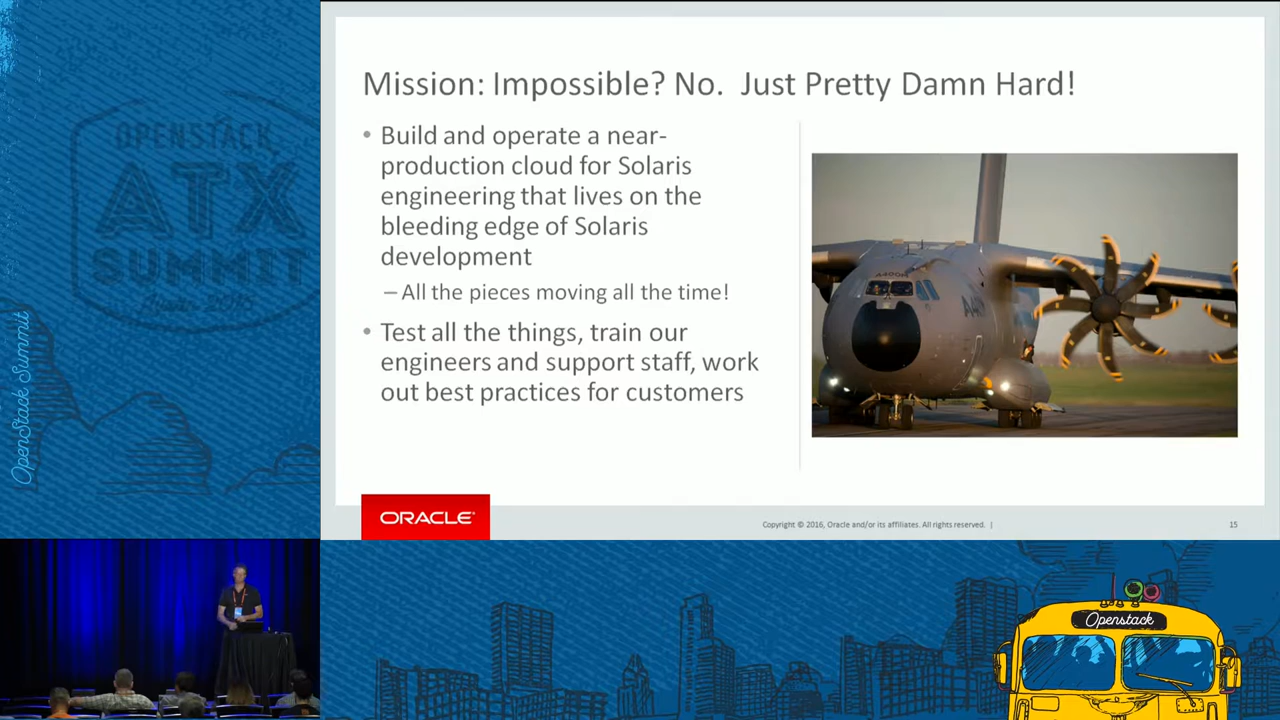 OPENSTACK
ATX
SUMMIT
OpenStack Summit
Mission: Impossible? No. Just Pretty Damn Hard!
• Build and operate a near-
production cloud for Solaris
engineering that lives on the
bleeding edge of Solaris
development
– All the pieces moving all the time!
• Test all the things, train our
engineers and support staff, work
out best practices for customers
A400M
ORACLE
Copyright © 2016, Oracle and/or its affiliates. All rights reserved. |
15
Openstack